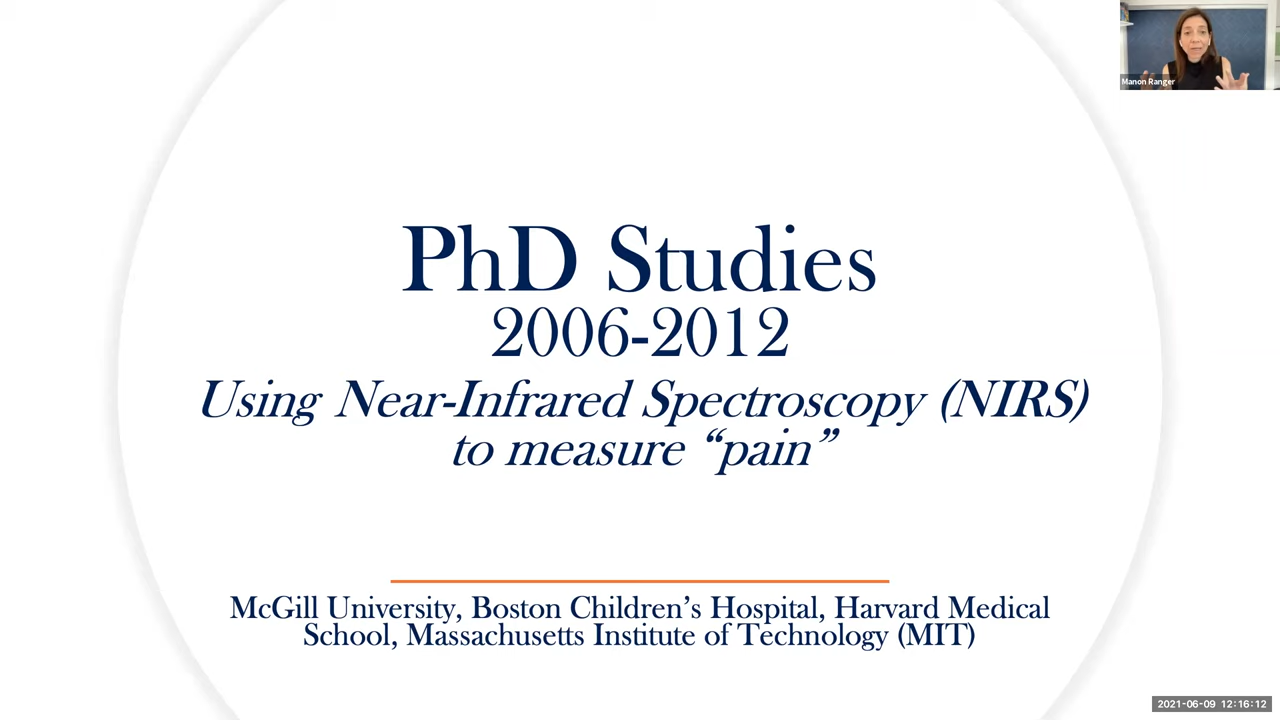 Manon Ranger
PhD Studies
2006-2012
Using Near-Infrared Spectroscopy (NIRS)
to measure “pain”
McGill University, Boston Children’s Hospital, Harvard Medical
School, Massachusetts Institute of Technology (MIT)
2021-06-09 12:16:12